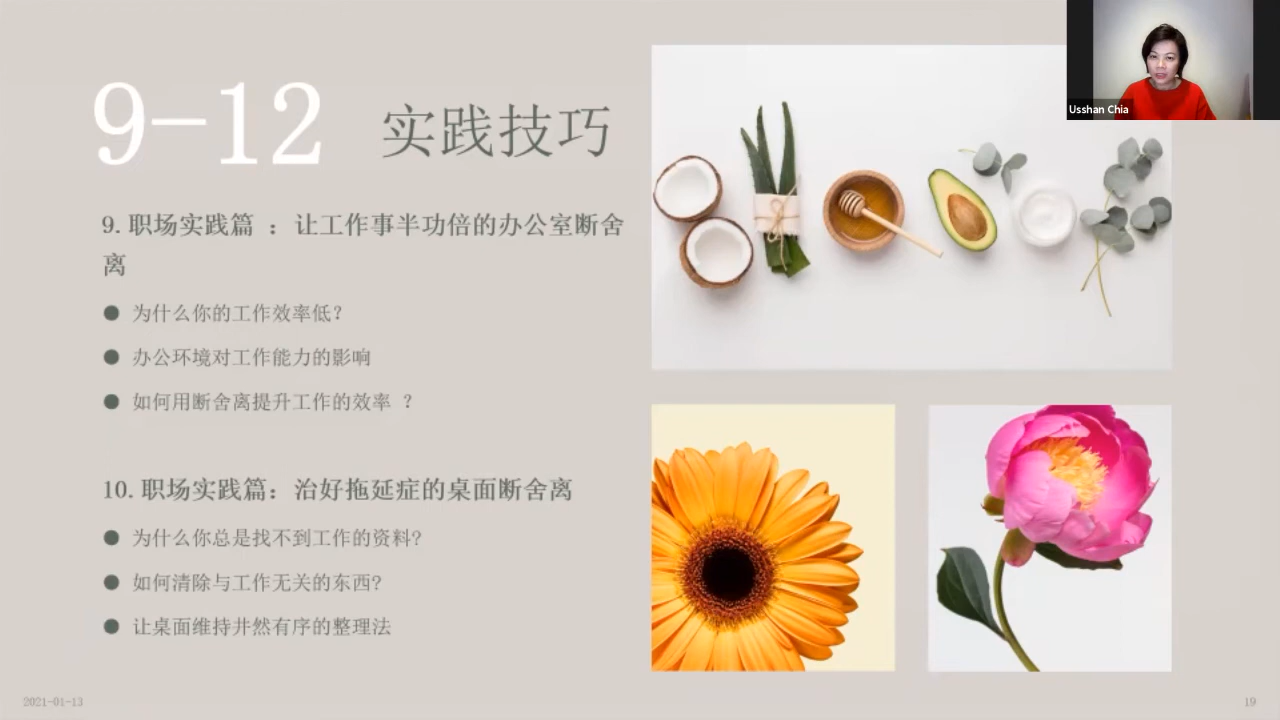 Usshan Chia
9-12 实践技巧
9. 职场实践篇 ：让工作事半功倍的办公室断舍
离
● 为什么你的工作效率低?
● 办公环境对工作能力的影响
● 如何用断舍离提升工作的效率 ？
10. 职场实践篇: 治好拖延症的桌面断舍离
● 为什么你总是找不到工作的资料?
● 如何清除与工作无关的东西?
● 让桌面维持井然有序的整理法
2021-01-13
19